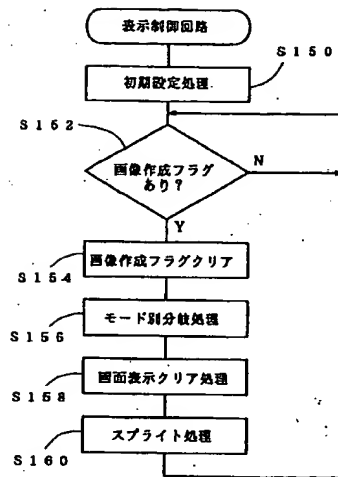 表示制御回路
S150
初期設定処理
S152
画像作成フラグ
あり？
N
Y
画像作成フラグクリア
S154
モード別分岐処理
S156
画面表示クリア処理
S158
スプライト処理
S160